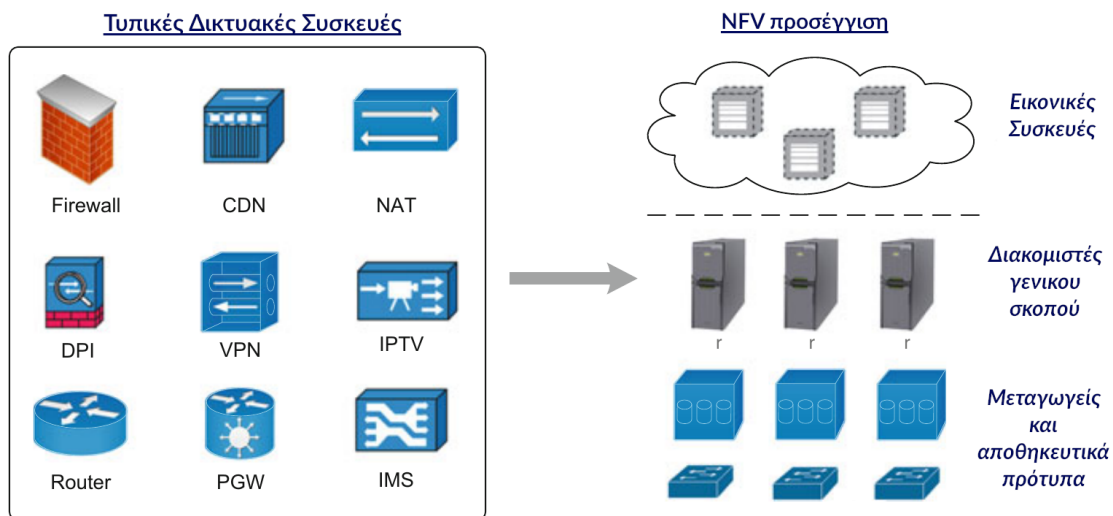 Τυπικές Δικτυακές Συσκευές
Firewall
CDN
NAT
DPI
VPN
IPTV
Router
PGW
IMS
NFV προσέγγιση
Εικονικές
Συσκευές
Διακομιστές
γενικου
σκοπού
r
r
r
Μεταγωγείς
και
αποθηκευτικά
πρότυπα